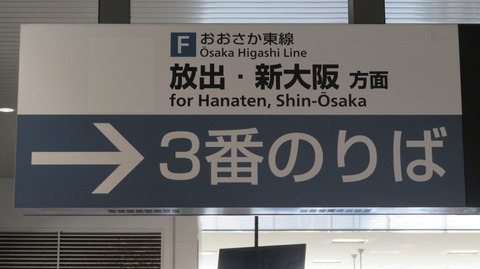 F おおさか東線
Ōsaka Higashi Line
放出・新大阪 方面
for Hanaten, Shin-Ōsaka
→ 3番のりば